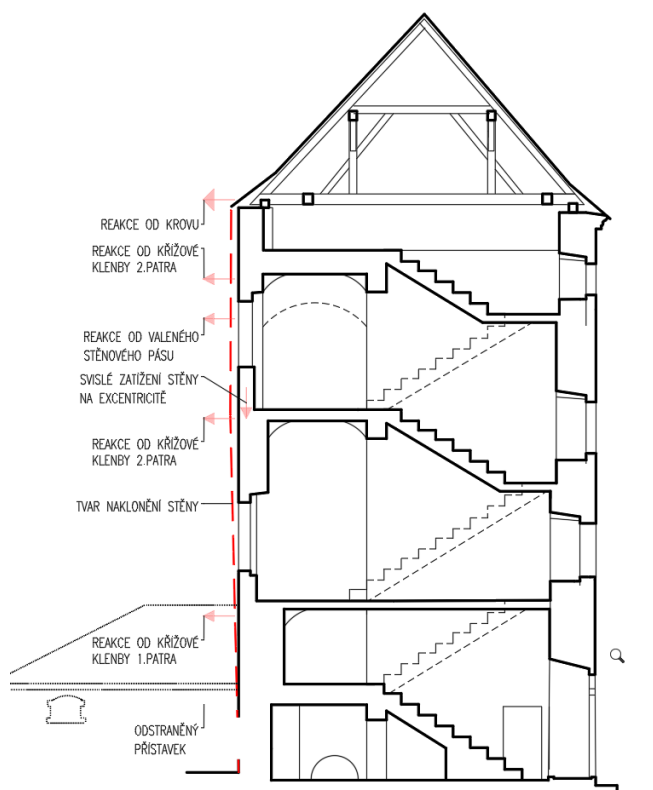 REAKCE OD KROVU
REAKCE OD KŘÍŽOVÉ
KLENBY 2.PATRA
REAKCE OD VALENÉHO
STĚNOVÉHO PÁSU
SVISLÉ ZATÍŽENÍ STĚNY
NA EXCENTRICITĚ
REAKCE OD KŘÍŽOVÉ
KLENBY 2.PATRA
TVAR NAKLONĚNÍ STĚNY
REAKCE OD KŘÍŽOVÉ
KLENBY 1.PATRA
ODSTRANĚNÝ
PŘÍSTAVEK